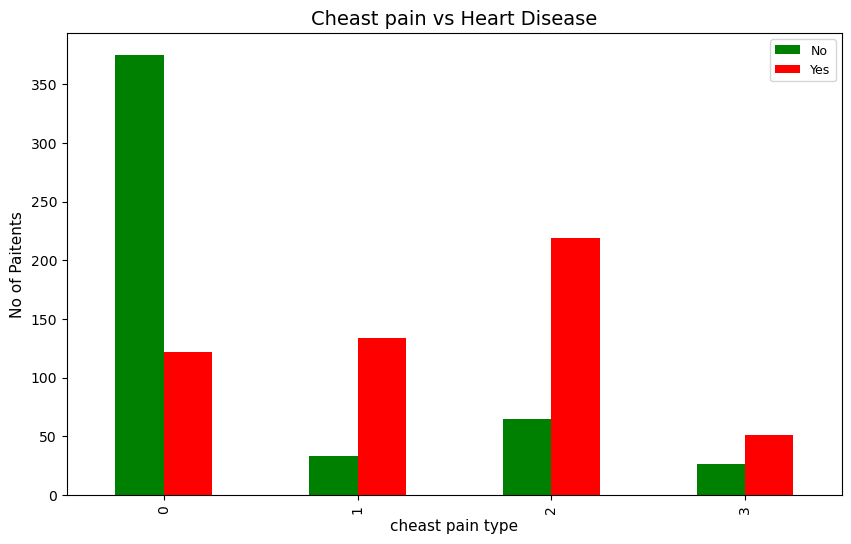 Cheast pain vs Heart Disease
No
Yes
No of Paitents
350
300
250
200
150
100
50
0
0
1
2
3
cheast pain type